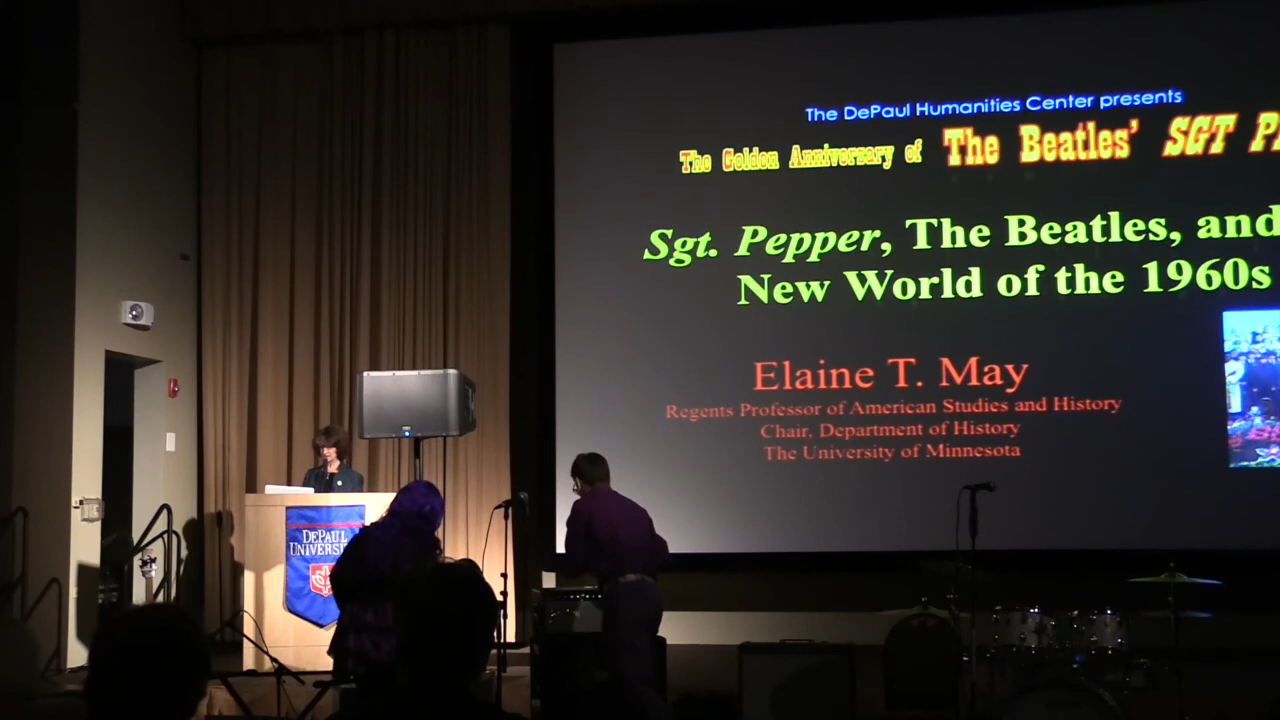 The DePaul Humanities Center presents
The Golden Anniversary of The Beatles' SGT
Sgt. Pepper, The Beatles, and
New World of the 1960s
Elaine T. May
Regents Professor of American Studies and History
Chair, Department of History
The University of Minnesota
DEPAUL